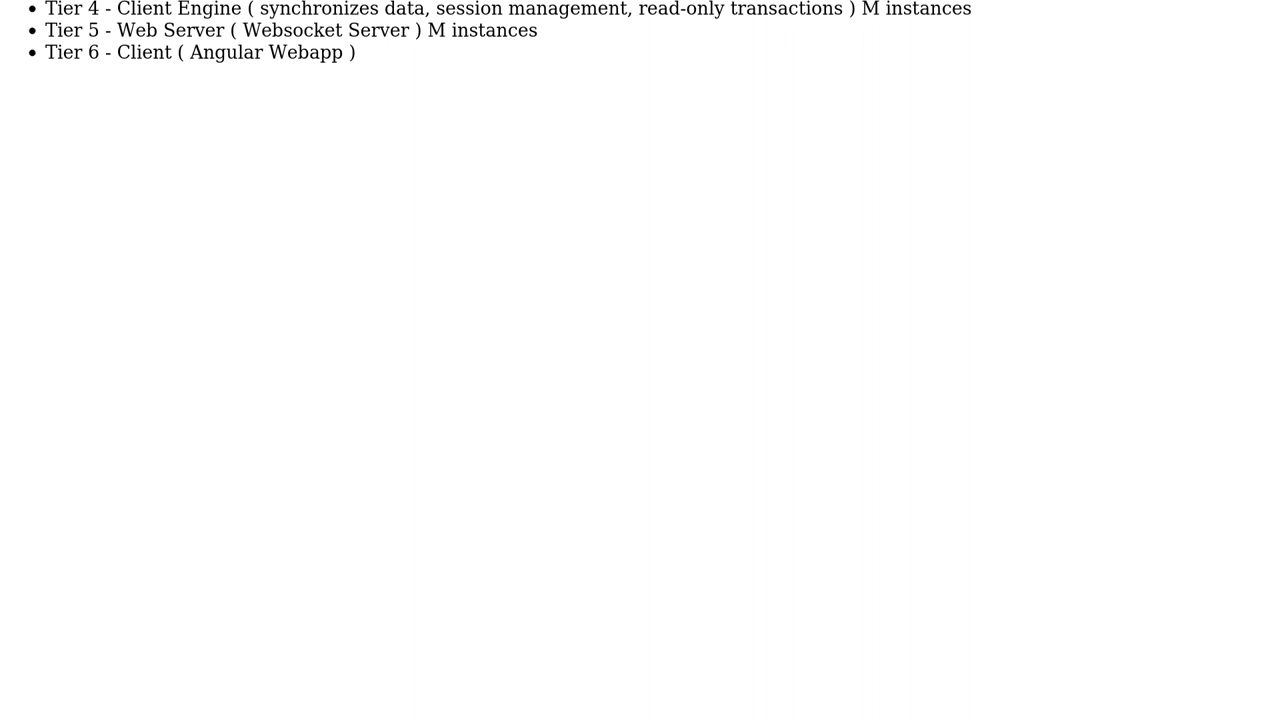 • Tier 4 - Client Engine ( synchronizes data, session management, read-only transactions ) M instances
• Tier 5 - Web Server ( Websocket Server ) M instances
• Tier 6 - Client ( Angular Webapp )